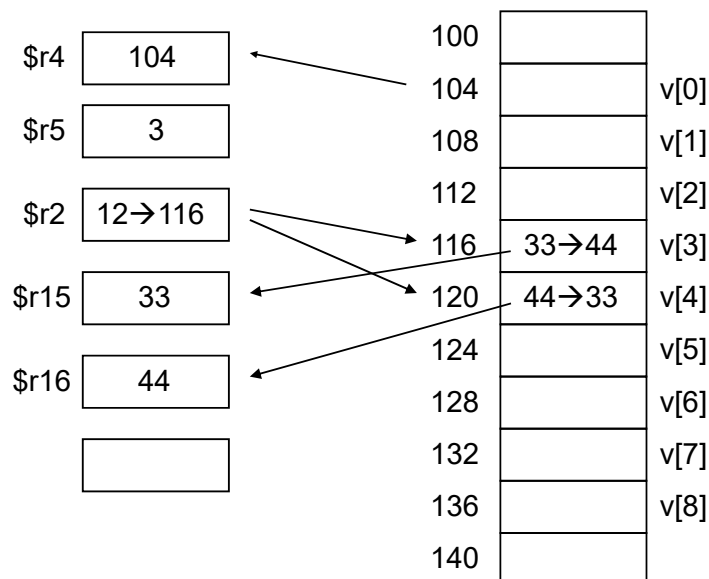 $r4 104
$r5 3
$r2 12→116
$r15 33
$r16 44
100
104 v[0]
108 v[1]
112 v[2]
116 33→44 v[3]
120 44→33 v[4]
124 v[5]
128 v[6]
132 v[7]
136 v[8]
140